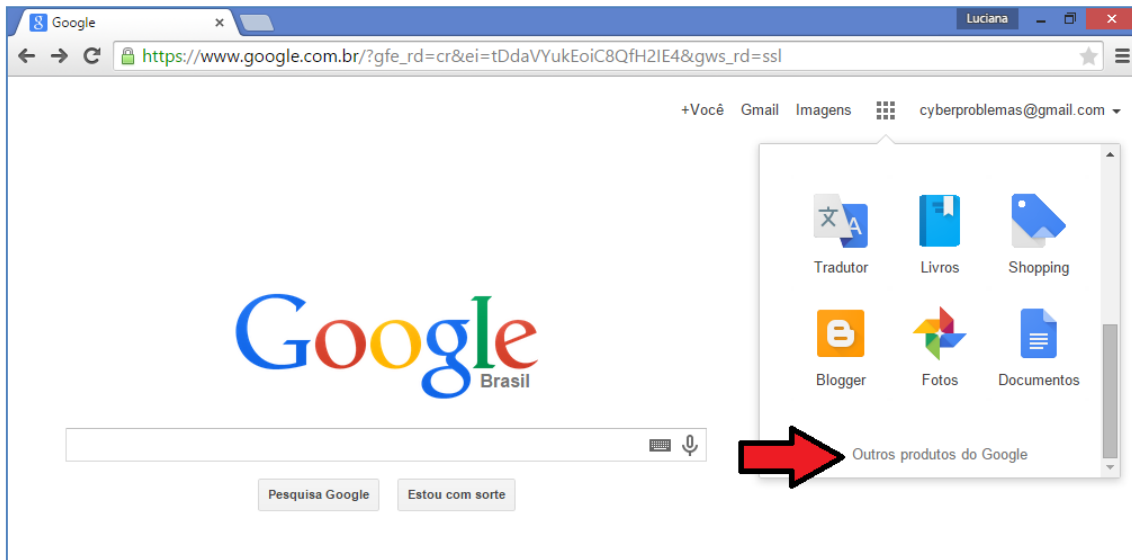 Google
Luciana
https://www.google.com.br/?gfe_rd=cr&ei=tDdaVYukEoiC8QfH2IE4&gws_rd=ssl
+Você Gmail Imagens cyberproblemas@gmail.com
Tradutor Livros Shopping
Blogger Fotos Documentos
Outros produtos do Google
Google
Brasil
Pesquisa Google Estou com sorte